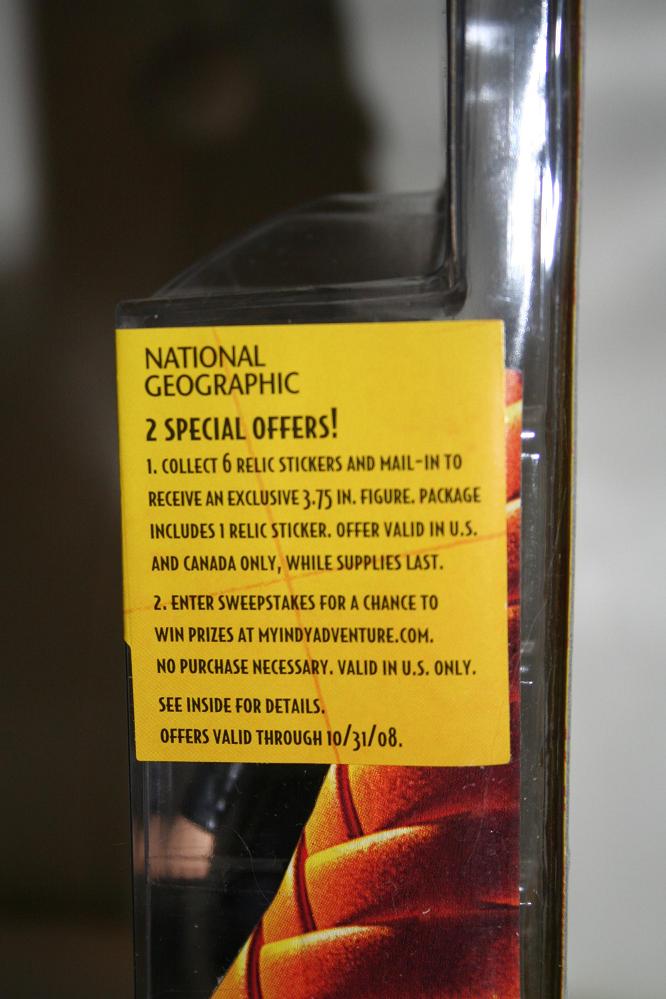 NATIONAL
GEOGRAPHIC
2 SPECIAL OFFERS!
1. COLLECT 6 RELIC STICKERS AND MAIL-IN TO
RECEIVE AN EXCLUSIVE 3.75 IN. FIGURE. PACKAGE
INCLUDES 1 RELIC STICKER. OFFER VALID IN U.S.
AND CANADA ONLY, WHILE SUPPLIES LAST.
2. ENTER SWEEPSTAKES FOR A CHANCE TO
WIN PRIZES AT MYINDYADVENTURE.COM.
NO PURCHASE NECESSARY. VALID IN U.S. ONLY.
SEE INSIDE FOR DETAILS.
OFFERS VALID THROUGH 10/31/08.